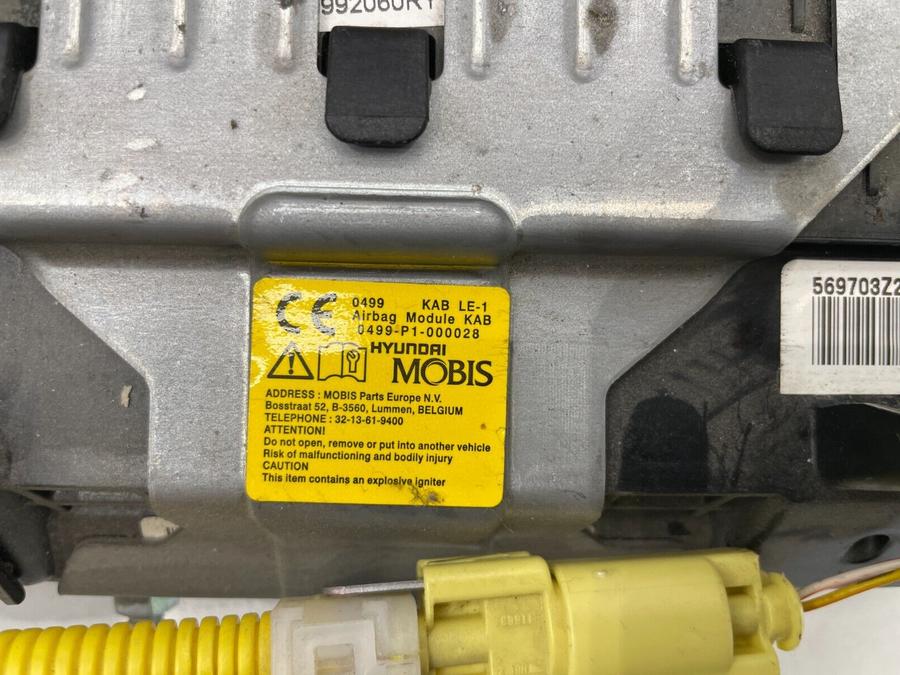 992060RY
569703Z2
CE 0499 KAB LE-1
Airbag Module KAB
0499-P1-000028
HYUNDAI
MOBIS
ADDRESS : MOBIS Parts Europe N.V.
Bosstraat 52, B-3560, Lummen, BELGIUM
TELEPHONE : 32-13-61-9400
ATTENTION!
Do not open, remove or put into another vehicle
Risk of malfunctioning and bodily injury
CAUTION
This item contains an explosive igniter